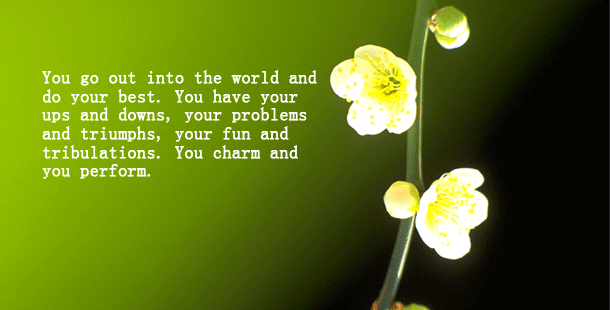 You go out into the world and
do your best. You have your
ups and downs, your problems
and triumphs, your fun and
tribulations. You charm and
you perform.